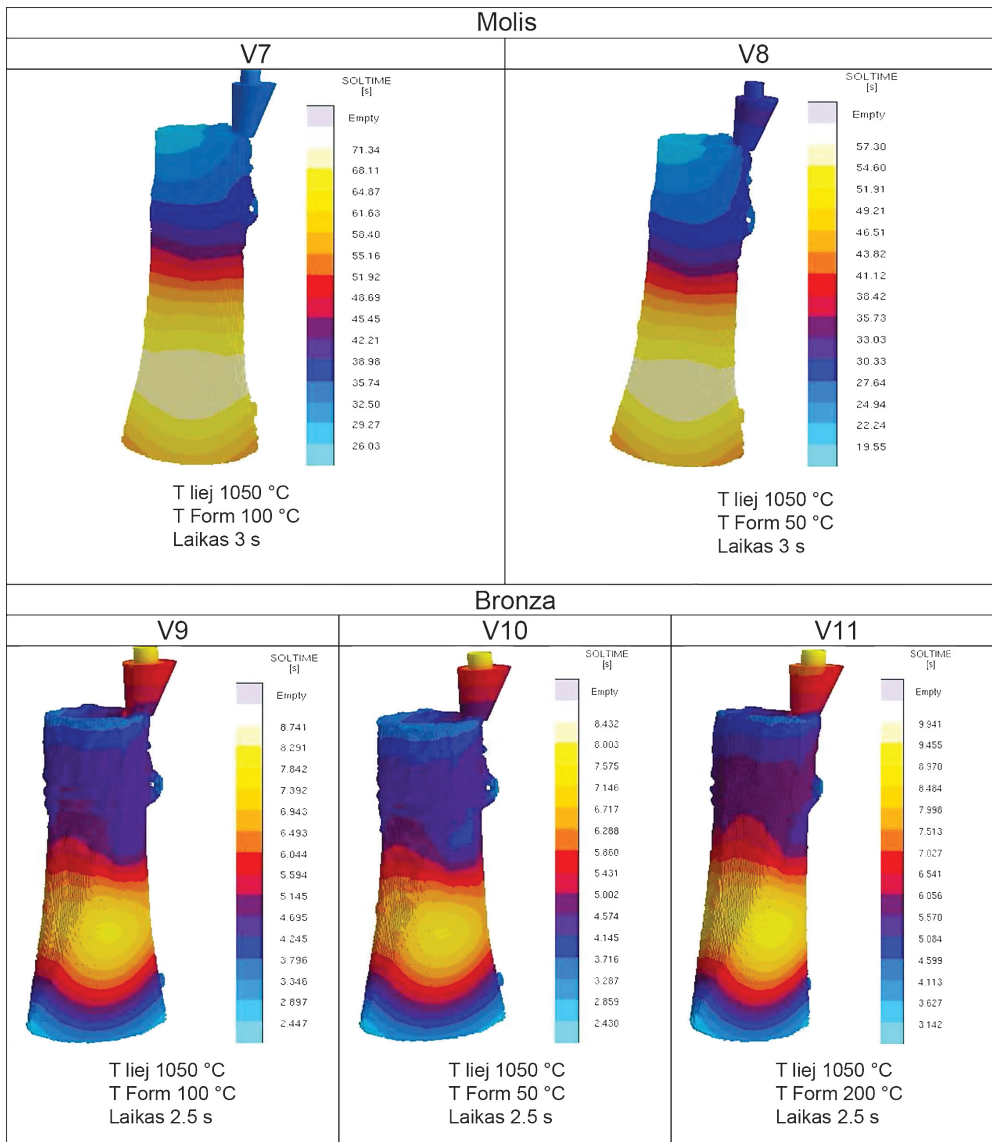 Molis
V7
V8
SOLTIME
[s]
Empty
71.34
68.11
64.87
61.63
58.40
55.16
51.92
48.69
45.45
42.21
38.98
35.74
32.50
29.27
26.03
T liej 1050 °C
T Form 100 °C
Laikas 3 s
SOLTIME
[s]
Empty
57.30
54.60
51.91
49.21
46.51
43.82
41.12
38.42
35.73
33.03
30.33
27.64
24.94
22.24
19.55
T liej 1050 °C
T Form 50 °C
Laikas 3 s
Bronza
V9
V10
V11
SOLTIME
[s]
Empty
8.741
8.291
7.842
7.392
6.943
6.493
6.044
5.594
5.145
4.695
4.245
3.796
3.346
2.897
2.447
T liej 1050 °C
T Form 100 °C
Laikas 2.5 s
SOLTIME
[s]
Empty
8.432
8.003
7.575
7.146
6.717
6.288
5.860
5.431
5.002
4.574
4.145
3.716
3.287
2.859
2.430
T liej 1050 °C
T Form 50 °C
Laikas 2.5 s
SOLTIME
[s]
Empty
9.941
9.455
8.970
8.484
7.998
7.513
7.027
6.541
6.056
5.570
5.084
4.599
4.113
3.627
3.142
T liej 1050 °C
T Form 200 °C
Laikas 2.5 s